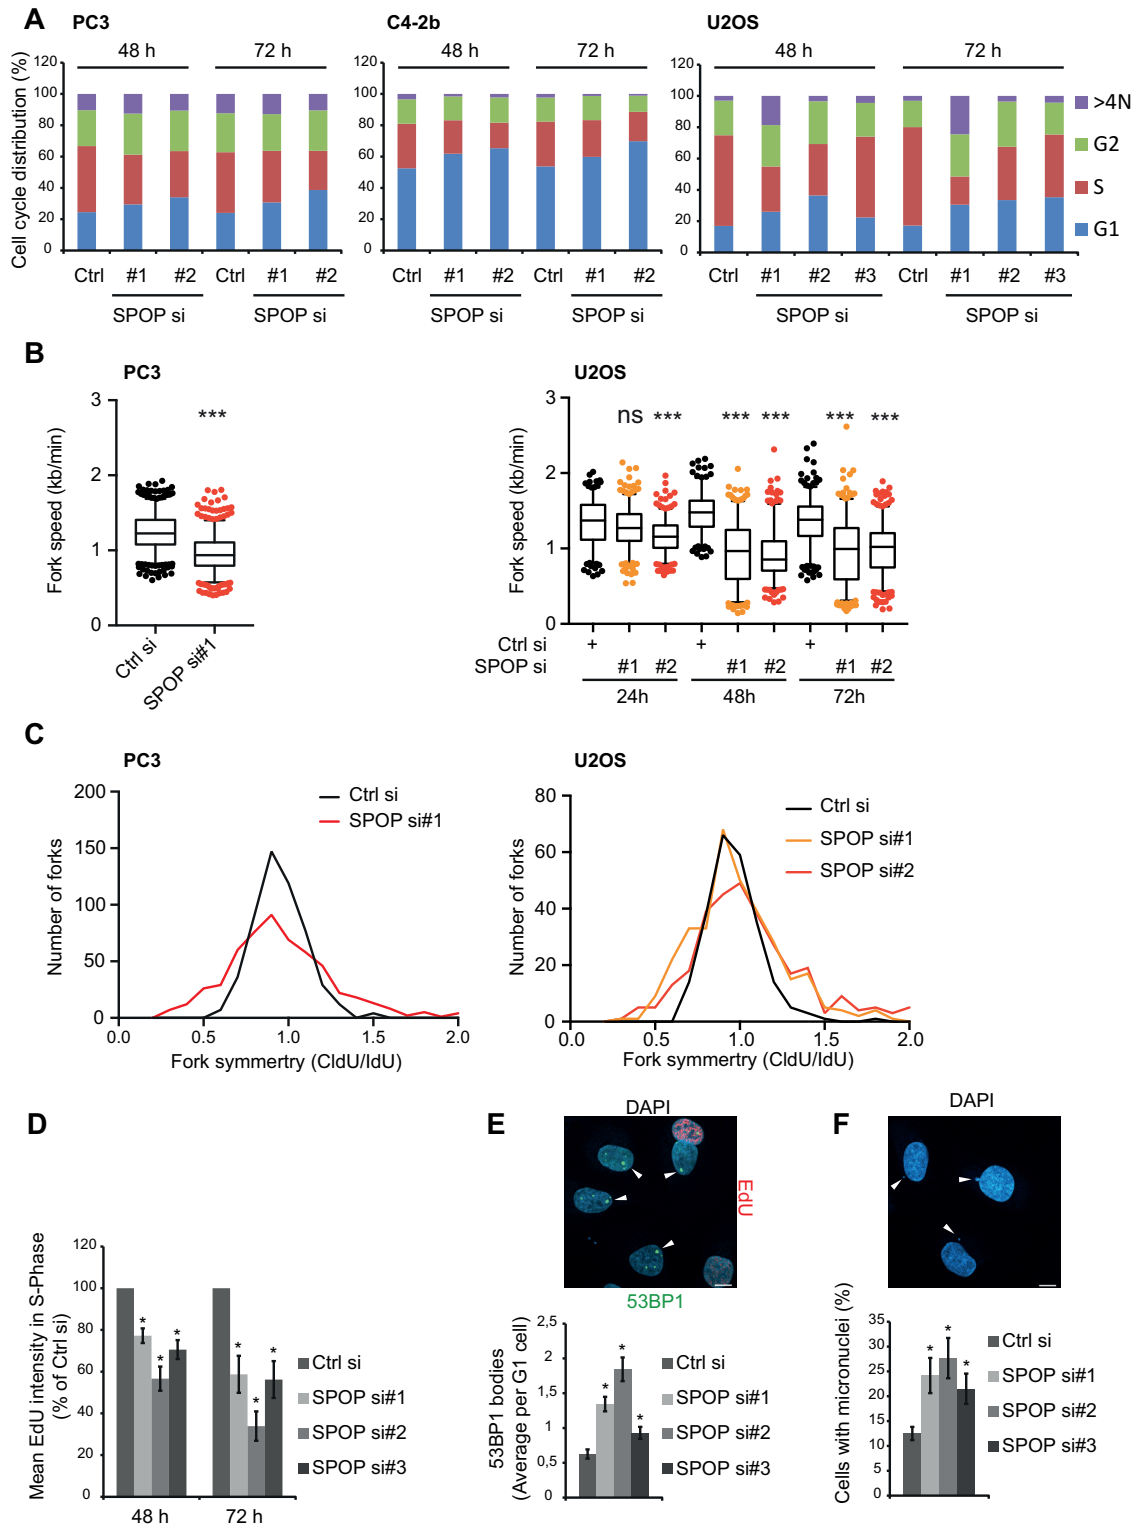 A
PC3
C4-2b
U2OS
48 h
72 h
48 h
72 h
48 h
72 h
Cell cycle distribution (%)
120
100
80
60
40
20
0
120
100
80
60
40
20
0
120
100
80
60
40
20
0
>4N
G2
S
G1
Ctrl #1 #2 Ctrl #1 #2
SPOP si
SPOP si
Ctrl #1 #2 Ctrl #1 #2
SPOP si
SPOP si
Ctrl #1 #2 #3 Ctrl #1 #2 #3
SPOP si
SPOP si
B
PC3
Fork speed (kb/min)
3
2
1
0
***
Ctrl si
SPOP si#1
U2OS
Fork speed (kb/min)
3
2
1
0
ns *** *** *** *** ***
Ctrl si + + +
SPOP si #1 #2 #1 #2 #1 #2
24h 48h 72h
C
PC3
Number of forks
200
150
100
50
0
Ctrl si
SPOP si#1
0.0 0.5 1.0 1.5 2.0
Fork symmertry (CldU/IdU)
U2OS
Number of forks
80
60
40
20
0
Ctrl si
SPOP si#1
SPOP si#2
0.0 0.5 1.0 1.5 2.0
Fork symmertry (CldU/IdU)
D
Mean EdU intensity in S-Phase
(% of Ctrl si)
120
100
80
60
40
20
0
* * * * * *
48 h 72 h
Ctrl si
SPOP si#1
SPOP si#2
SPOP si#3
E
DAPI
EdU
53BP1
53BP1 bodies
(Average per G1 cell)
2,5
2
1,5
1
0,5
0
* * *
Ctrl si
SPOP si#1
SPOP si#2
SPOP si#3
F
DAPI
Cells with micronuclei (%)
35
30
25
20
15
10
5
0
* * *
Ctrl si
SPOP si#1
SPOP si#2
SPOP si#3